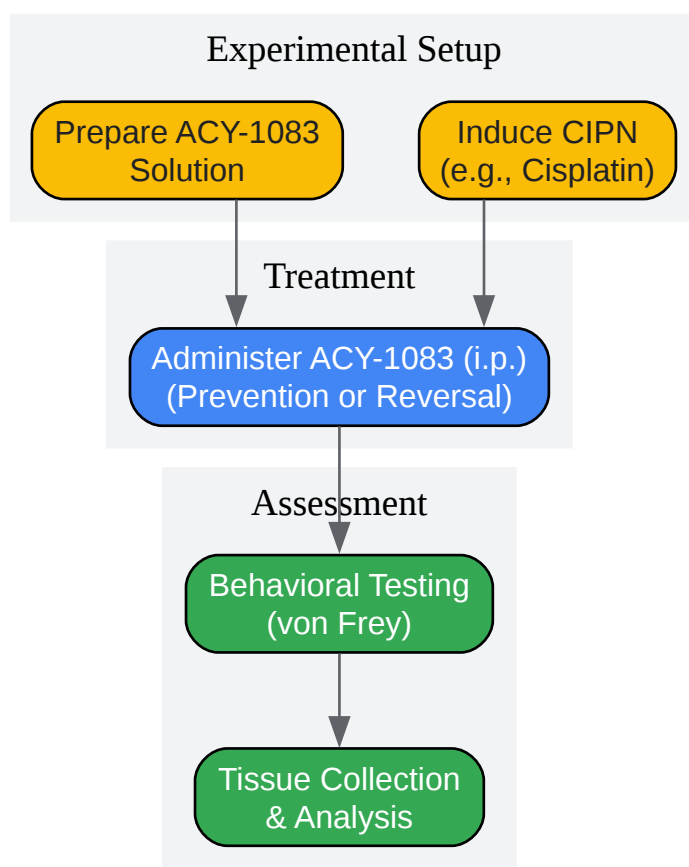 Experimental Setup
Prepare ACY-1083
Solution
Induce CIPN
(e.g., Cisplatin)
Treatment
Administer ACY-1083 (i.p.)
(Prevention or Reversal)
Assessment
Behavioral Testing
(von Frey)
Tissue Collection
& Analysis